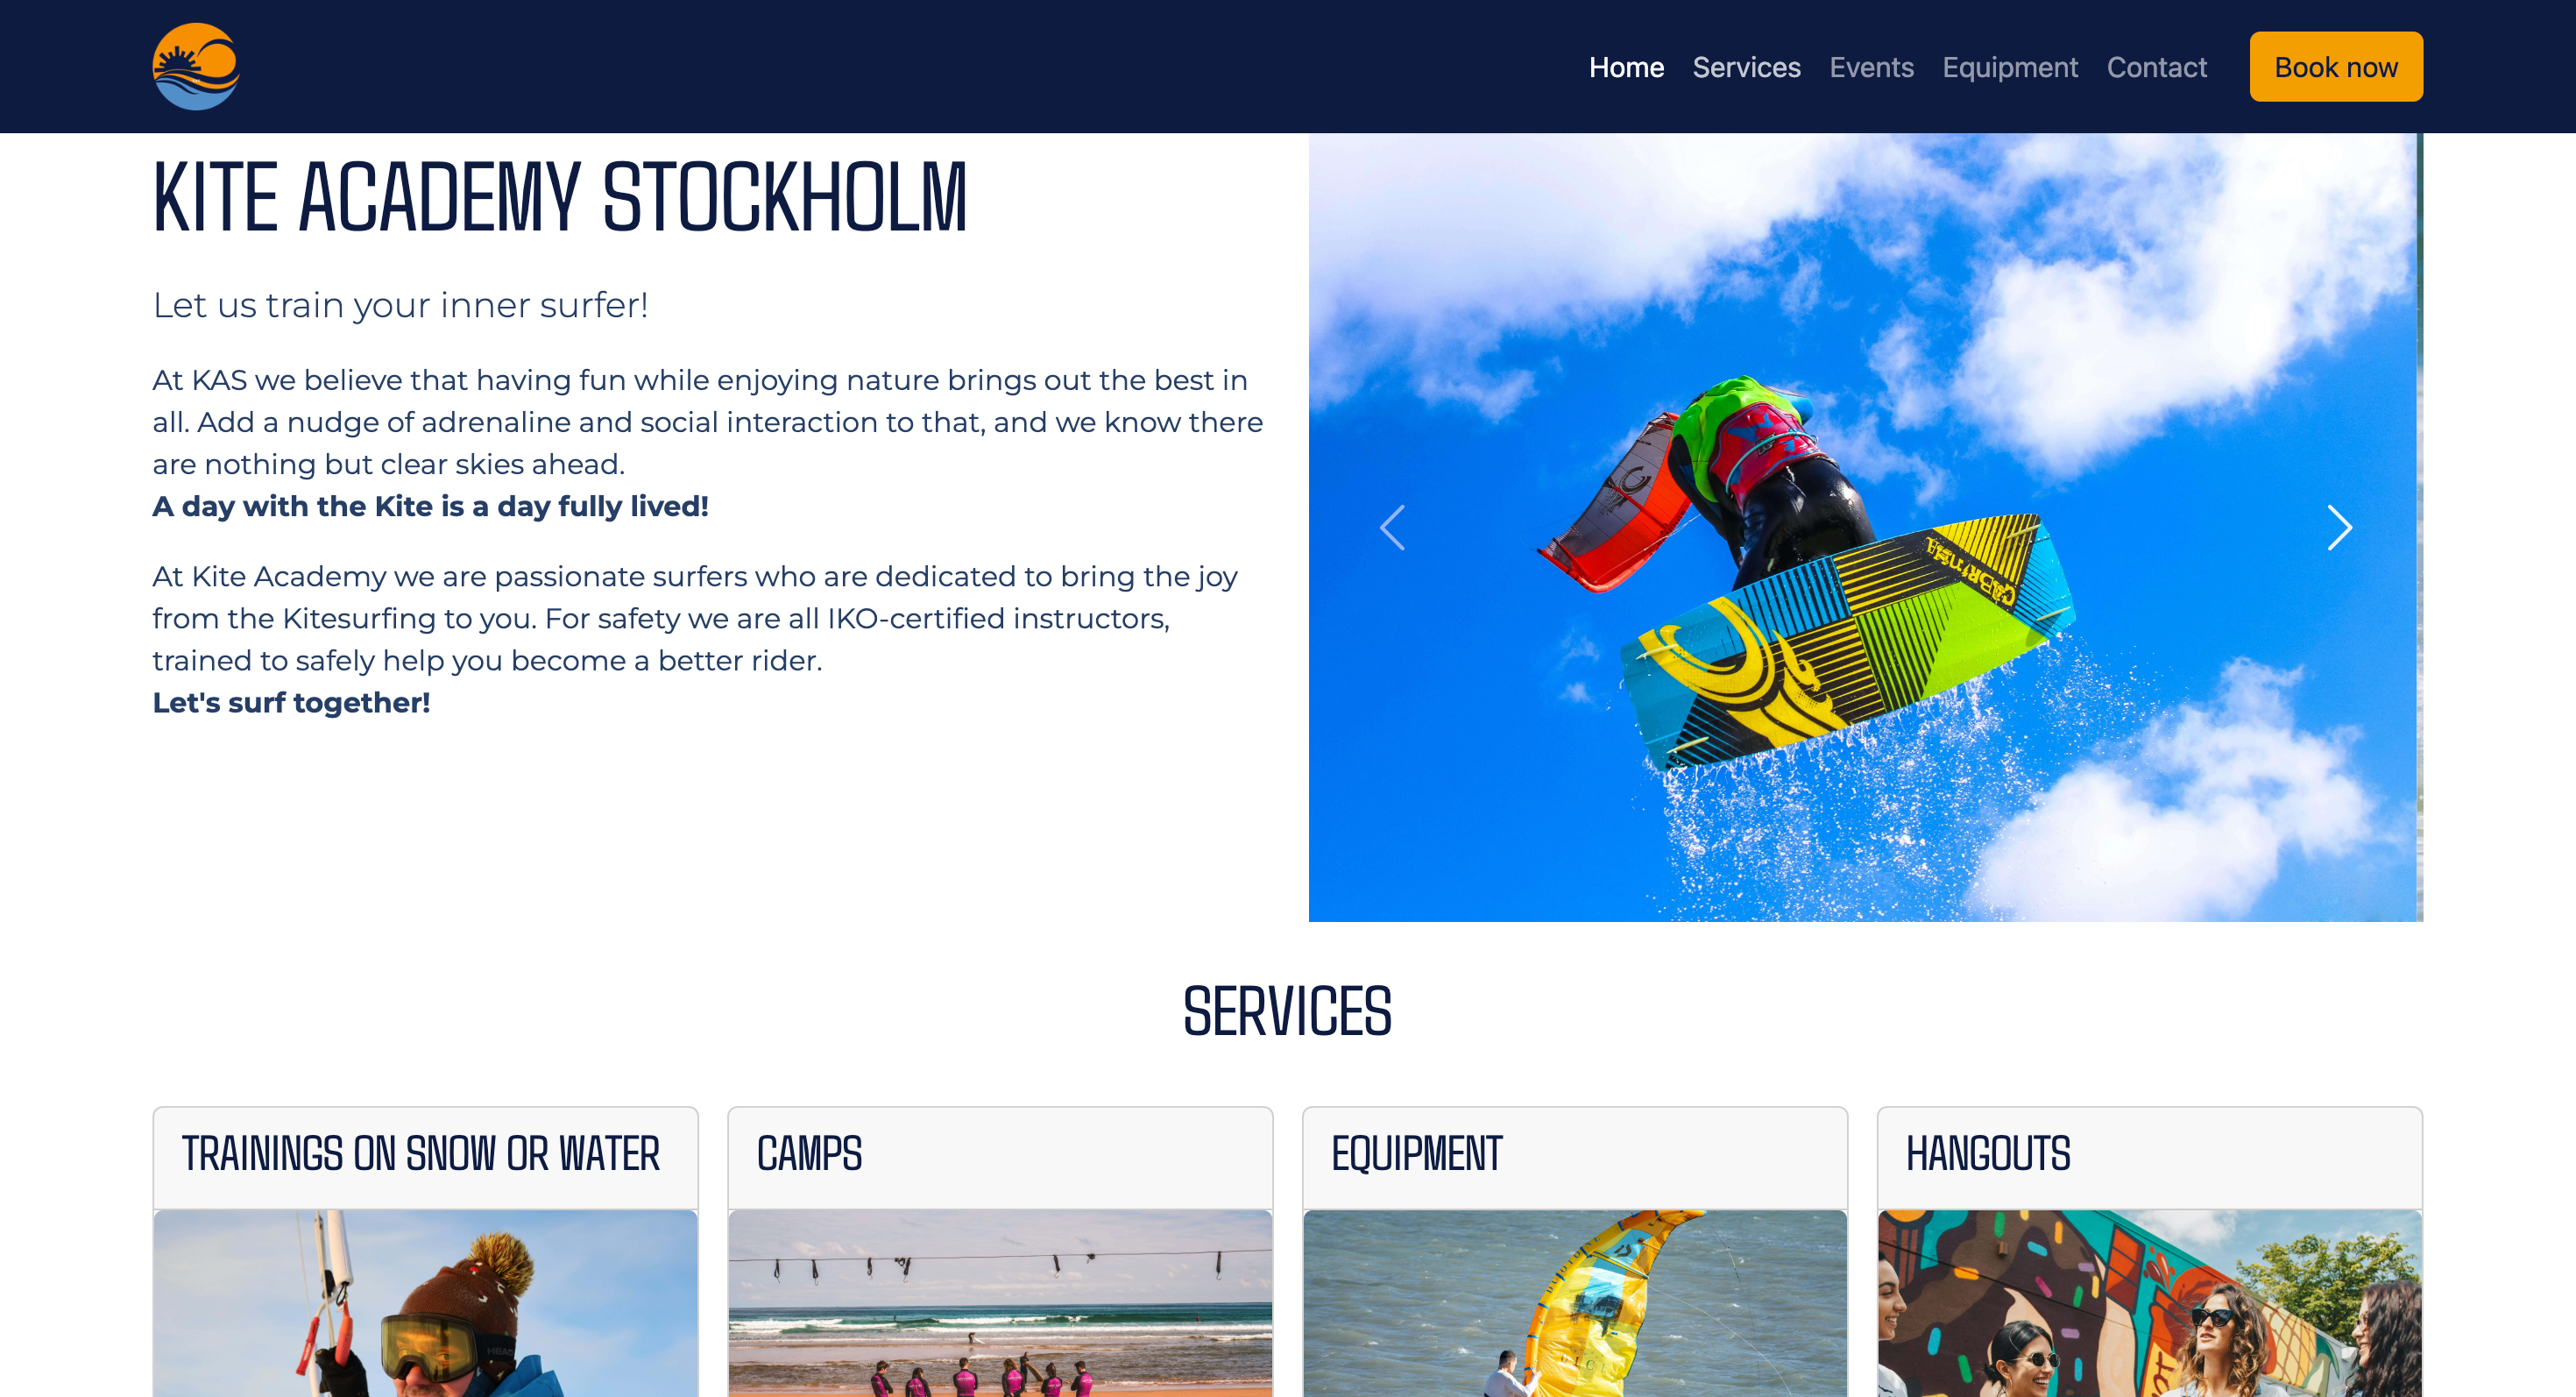 Home Services Events Equipment Contact Book now
KITE ACADEMY STOCKHOLM
Let us train your inner surfer!
At KAS we believe that having fun while enjoying nature brings out the best in
all. Add a nudge of adrenaline and social interaction to that, and we know there
are nothing but clear skies ahead.
A day with the Kite is a day fully lived!
At Kite Academy we are passionate surfers who are dedicated to bring the joy
from the Kitesurfing to you. For safety we are all IKO-certified instructors,
trained to safely help you become a better rider.
Let's surf together!
CABRINHA
SERVICES
TRAININGS ON SNOW OR WATER
CAMPS
EQUIPMENT
HANGOUTS
HEAD